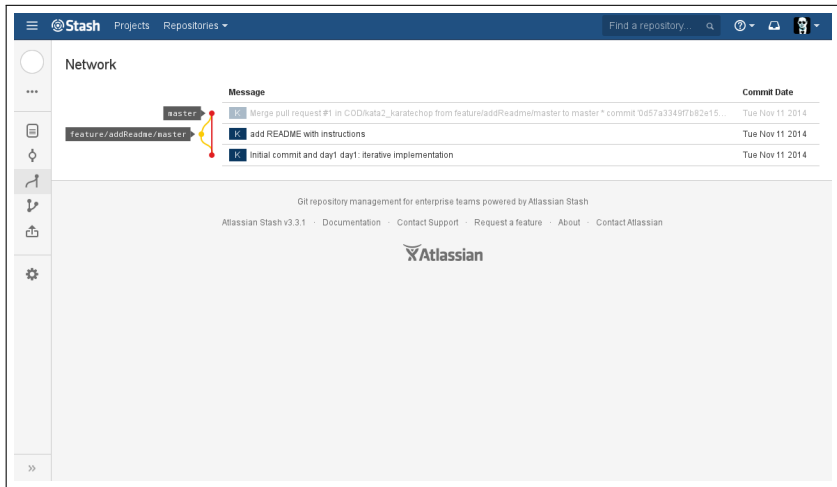 Stash Projects Repositories Find a repository...
Network
Message Commit Date
master K Merge pull request #1 in COD/kata2_karatechop from feature/addReadme/master to master * commit '0d57a3349f7b82e15... Tue Nov 11 2014
feature/addReadme/master K add README with instructions Tue Nov 11 2014
K Initial commit and day1 day1: iterative implementation Tue Nov 11 2014
Git repository management for enterprise teams powered by Atlassian Stash
Atlassian Stash v3.3.1 · Documentation · Contact Support · Request a feature · About · Contact Atlassian
Atlassian